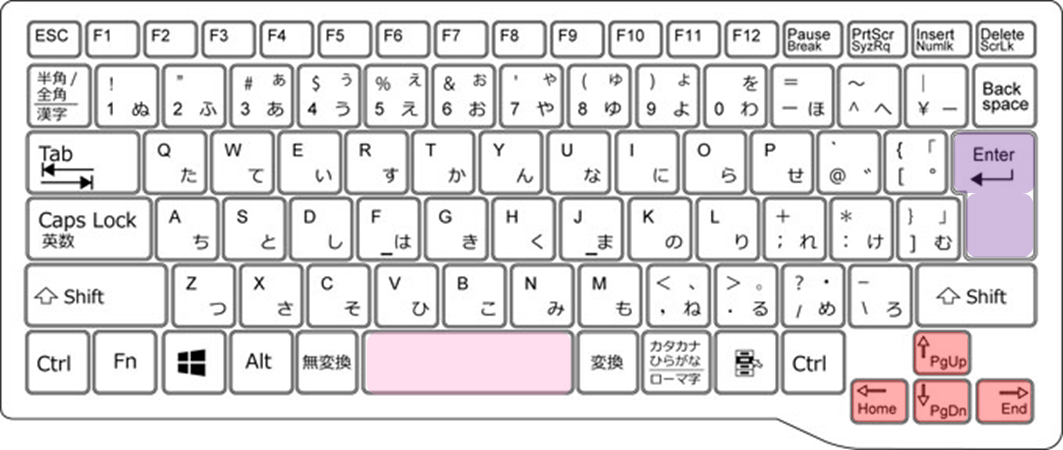 ESC F1 F2 F3 F4 F5 F6 F7 F8 F9 F10 F11 F12 Pause Break PrtScr SyzRq Insert Numlk Delete ScrLk
半角/ 全角 漢字 ! 1 ぬ " 2 ふ # あ 3 あ $ ぅ 4 う % ぇ 5 え & ぉ 6 お ' ゃ 7 や ( ゅ 8 ゆ ) ょ 9 よ を 0 わ = ー ほ ～ ^ へ | ¥ ー Back space
Tab Q た W て E い R す T か Y ん U な I に O ら P せ ` @ ゛ { 「 [ ゜ Enter
Caps Lock 英数 A ち S と D し F は G き H く J ま K の L り + ; れ * : け } 」 ] む
Shift Z つ X さ C そ V ひ B こ N み M も < 、 , ね > 。 . る ? ・ / め _ \ ろ Shift
Ctrl Fn Alt 無変換 変換 カタカナ ひらがな ローマ字 Ctrl PgUp
Home PgDn End